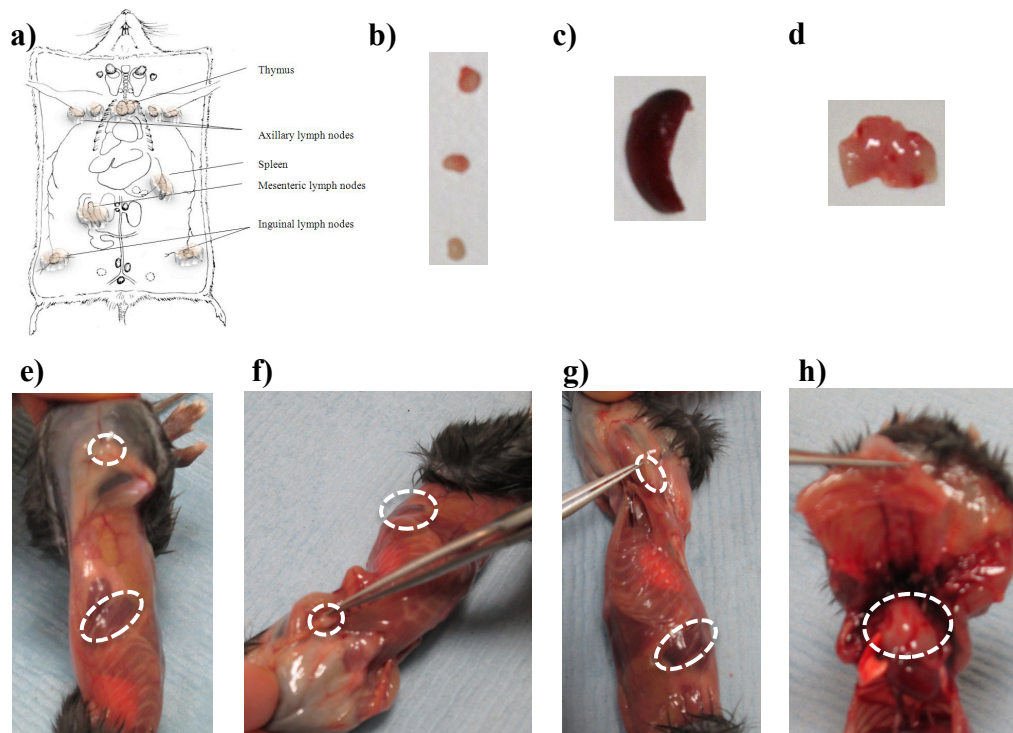 a)
Thymus
Axillary lymph nodes
Spleen
Mesenteric lymph nodes
Inguinal lymph nodes
b)
c)
d
e)
f)
g)
h)